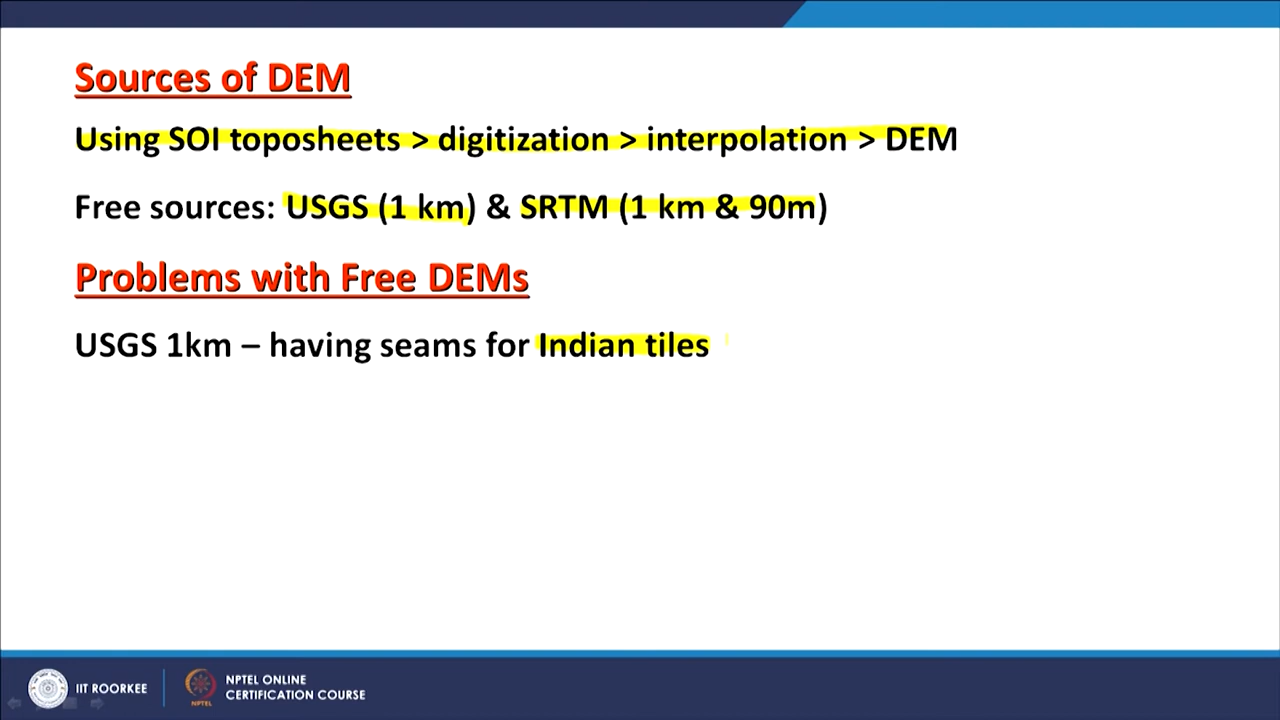 Sources of DEM
Using SOI toposheets > digitization > interpolation > DEM
Free sources: USGS (1 km) & SRTM (1 km & 90m)
Problems with Free DEMs
USGS 1km – having seams for Indian tiles
IIT ROORKEE
NPTEL
NPTEL ONLINE
CERTIFICATION COURSE